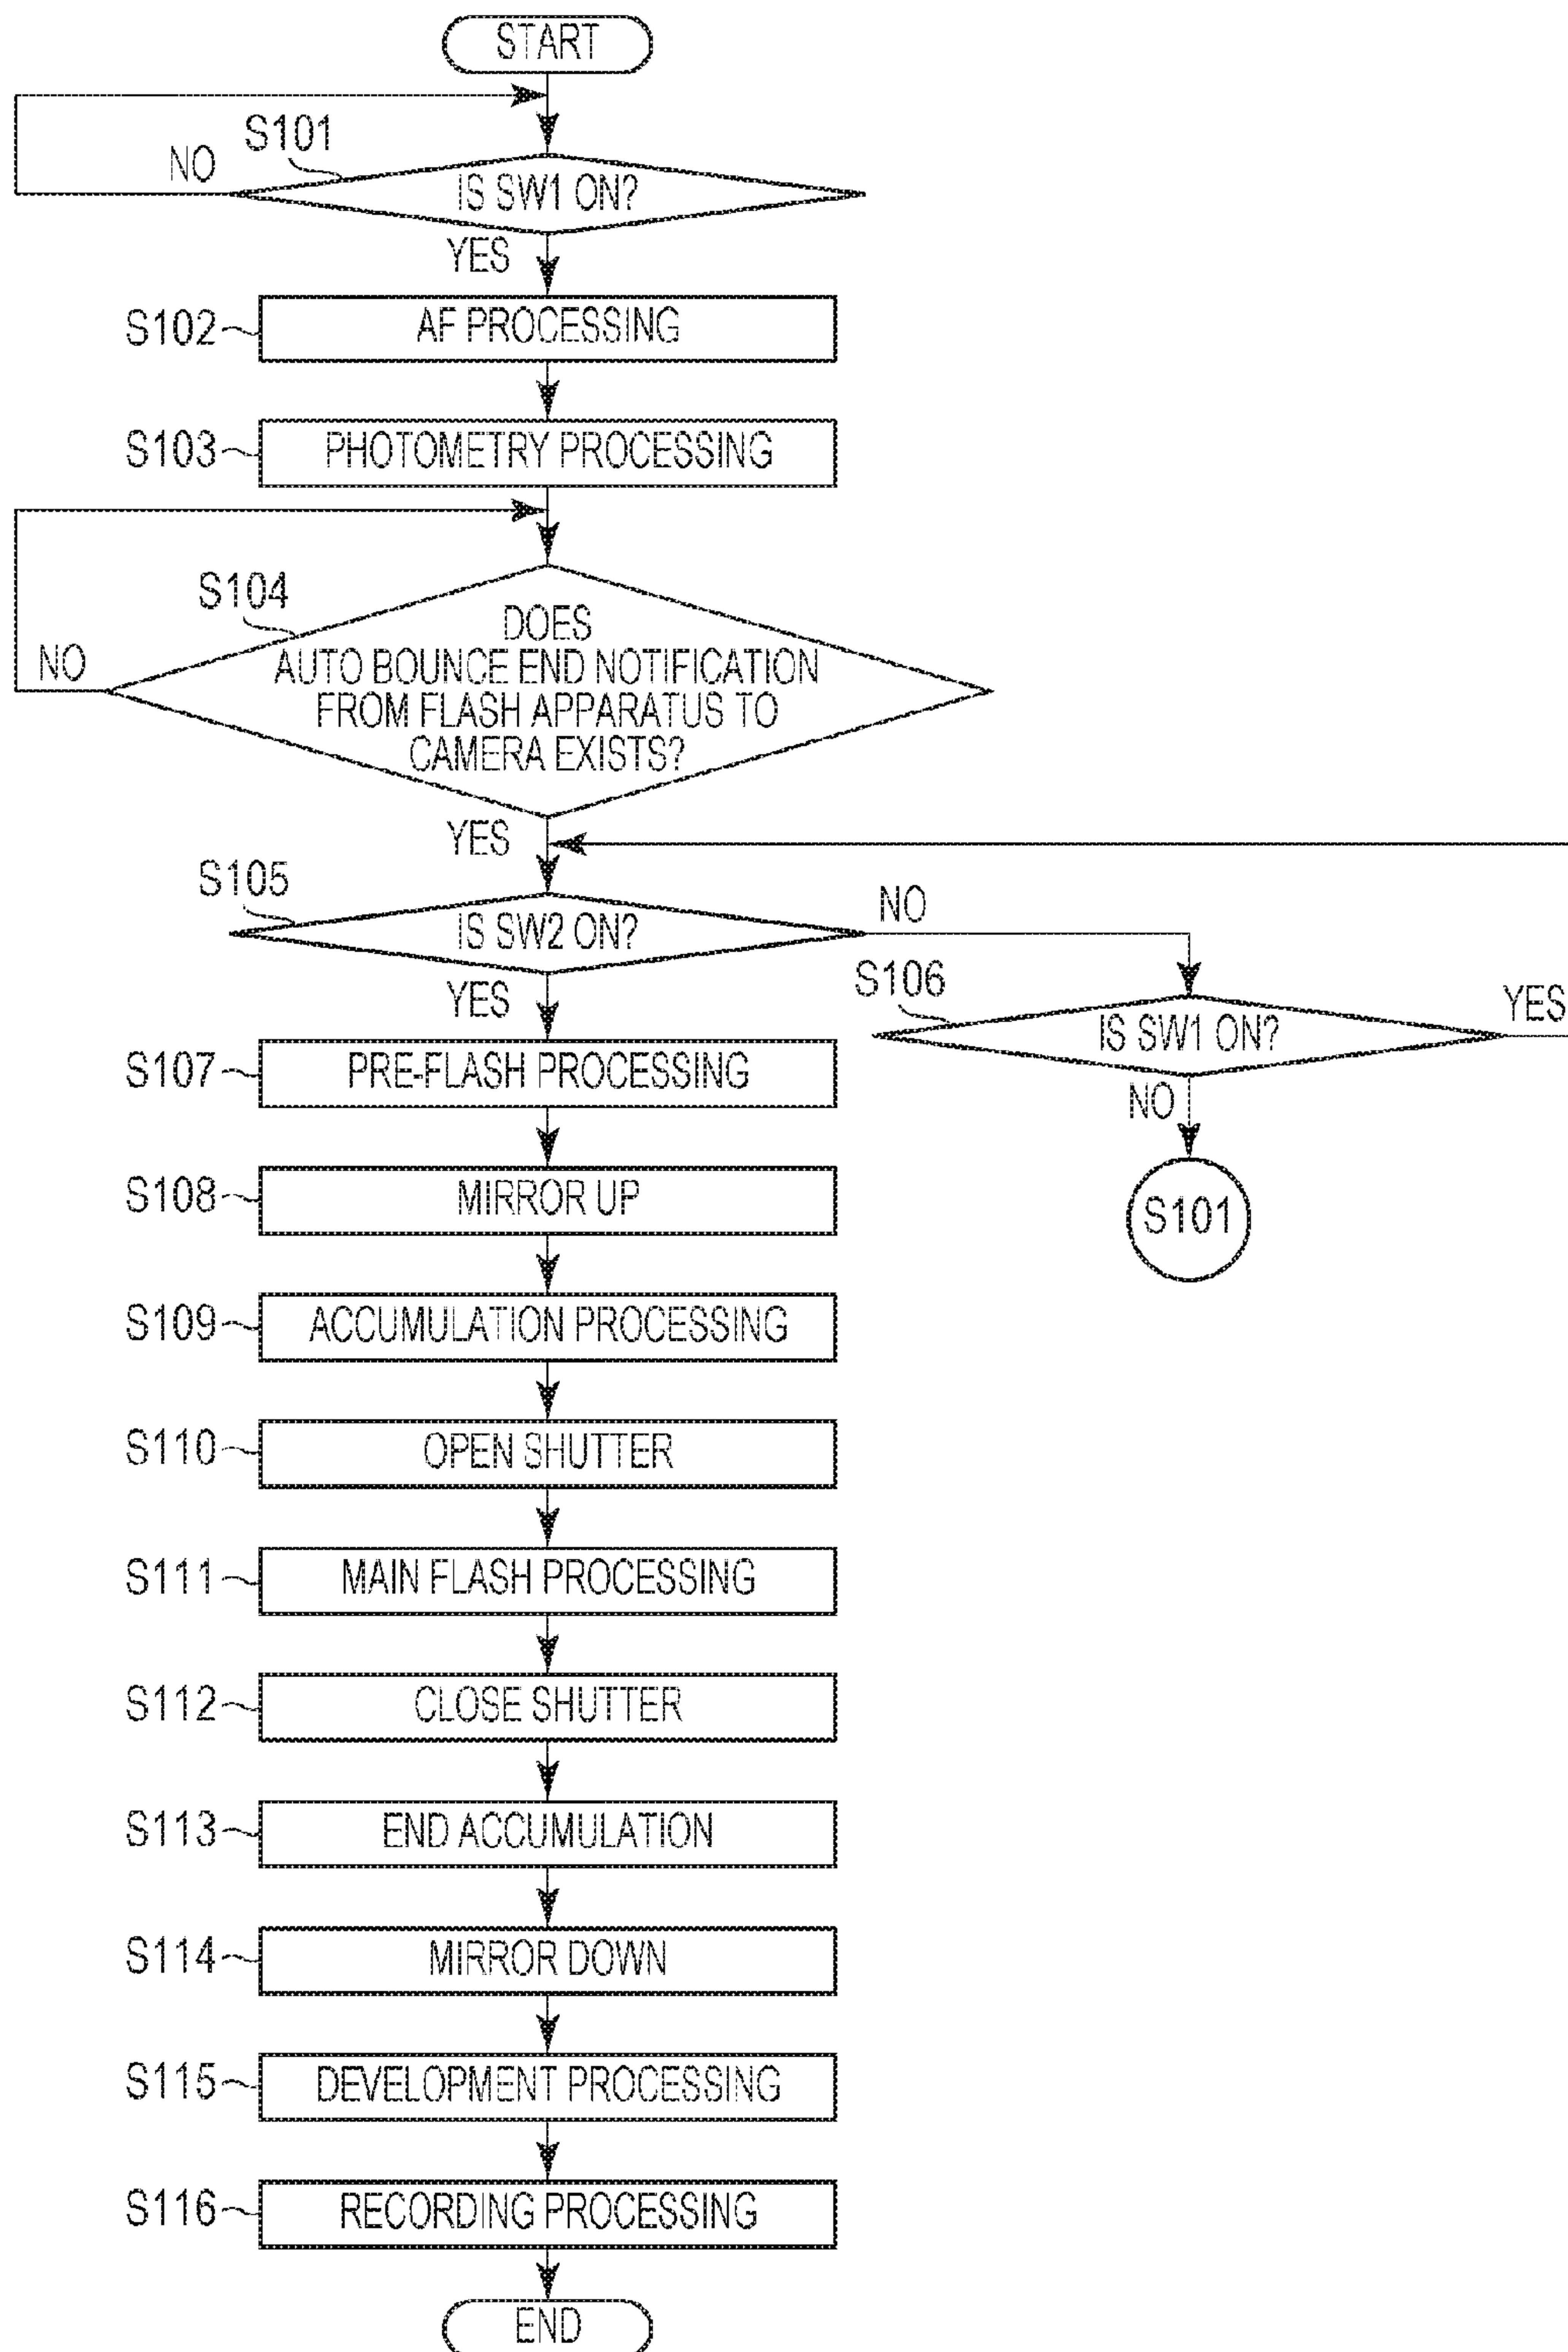 START
S101
NO
IS SW1 ON?
YES
S102
AF PROCESSING
S103
PHOTOMETRY PROCESSING
S104
NO
DOES
AUTO BOUNCE END NOTIFICATION
FROM FLASH APPARATUS TO
CAMERA EXISTS?
YES
S105
IS SW2 ON?
NO
YES
S106
IS SW1 ON?
YES
NO
S101
S107
PRE-FLASH PROCESSING
S108
MIRROR UP
S109
ACCUMULATION PROCESSING
S110
OPEN SHUTTER
S111
MAIN FLASH PROCESSING
S112
CLOSE SHUTTER
S113
END ACCUMULATION
S114
MIRROR DOWN
S115
DEVELOPMENT PROCESSING
S116
RECORDING PROCESSING
END